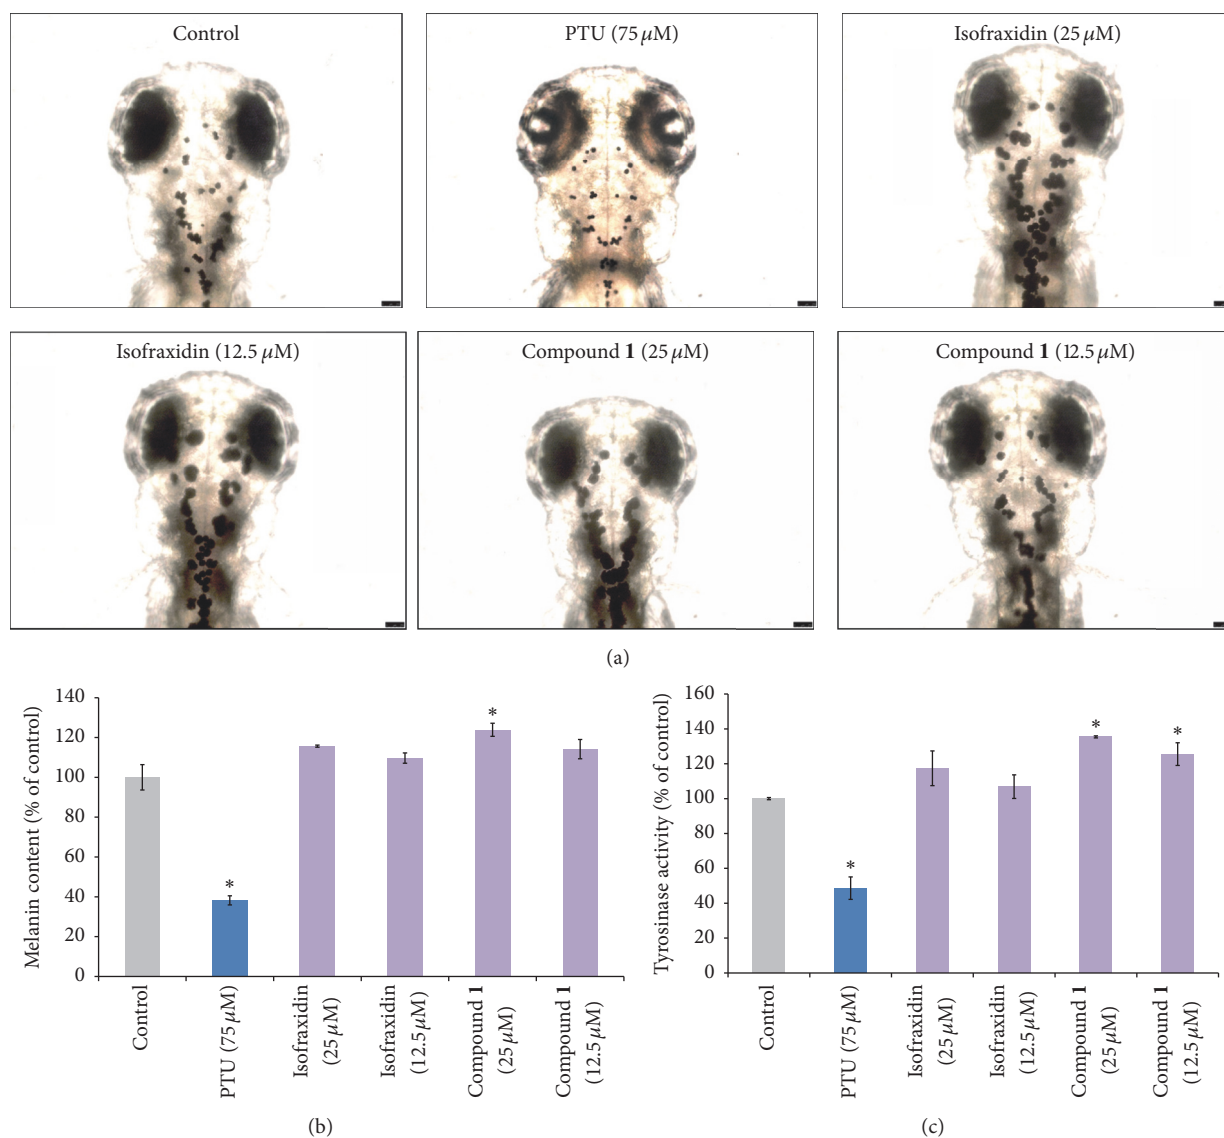 Control
PTU (75 μM)
Isofraxidin (25 μM)
Isofraxidin (12.5 μM)
Compound 1 (25 μM)
Compound 1 (12.5 μM)
(a)
Melanin content (% of control)
140
120
100
80
60
40
20
0
*
*
Control
PTU (75 μM)
Isofraxidin
(25 μM)
Isofraxidin
(12.5 μM)
Compound 1
(25 μM)
Compound 1
(12.5 μM)
(b)
Tyrosinase activity (% of control)
160
140
120
100
80
60
40
20
0
*
*
*
Control
PTU (75 μM)
Isofraxidin
(25 μM)
Isofraxidin
(12.5 μM)
Compound 1
(25 μM)
Compound 1
(12.5 μM)
(c)